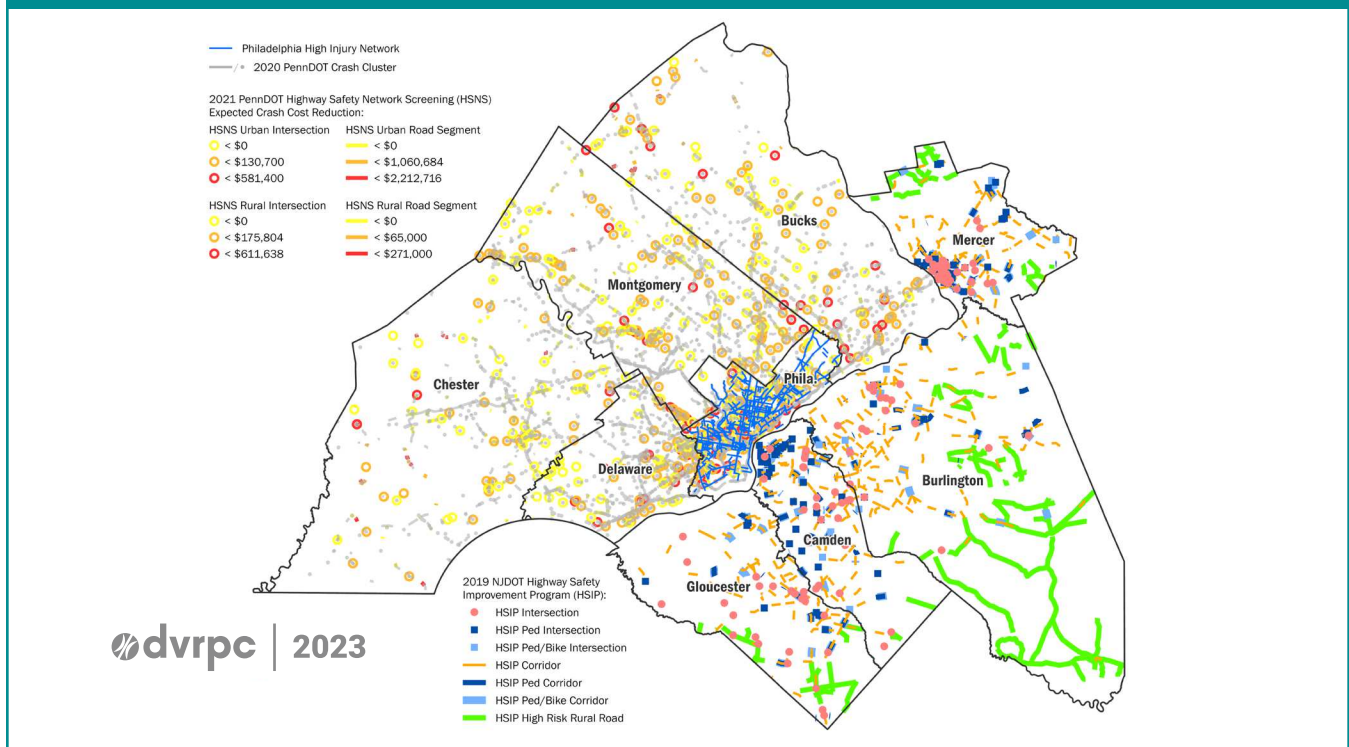 Philadelphia High Injury Network
2020 PennDOT Crash Cluster
2021 PennDOT Highway Safety Network Screening (HSNS)
Expected Crash Cost Reduction:
HSNS Urban Intersection
< $0
< $130,700
< $581,400
HSNS Urban Road Segment
< $0
< $1,060,684
< $2,212,716
HSNS Rural Intersection
< $0
< $175,804
< $611,638
HSNS Rural Road Segment
< $0
< $65,000
< $271,000
Bucks
Mercer
Montgomery
Phila.
Chester
Delaware
Burlington
Camden
Gloucester
2019 NJDOT Highway Safety
Improvement Program (HSIP):
HSIP Intersection
HSIP Ped Intersection
HSIP Ped/Bike Intersection
HSIP Corridor
HSIP Ped Corridor
HSIP Ped/Bike Corridor
HSIP High Risk Rural Road
dvrpc | 2023